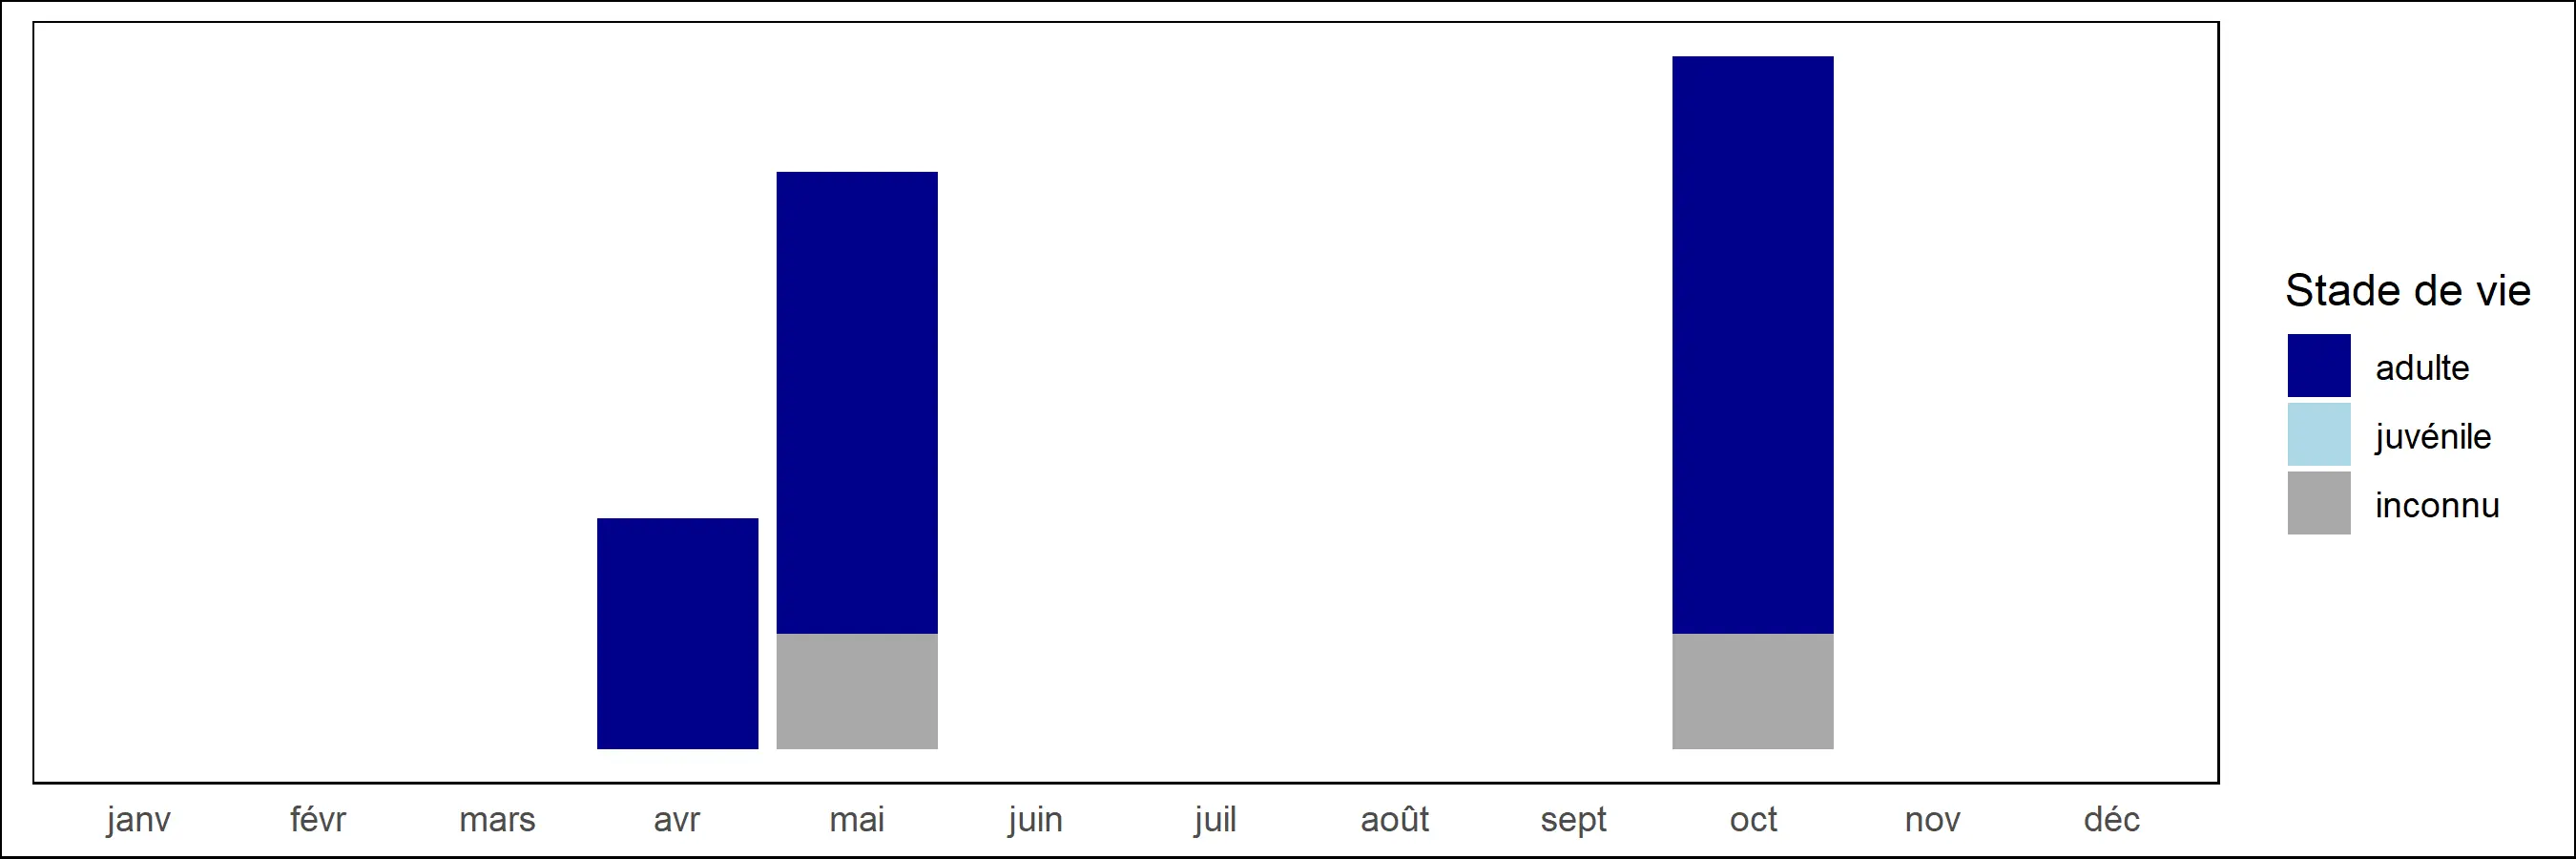 Stade de vie
adulte
juvénile
inconnu
janv févr mars avr mai juin juil août sept oct nov déc